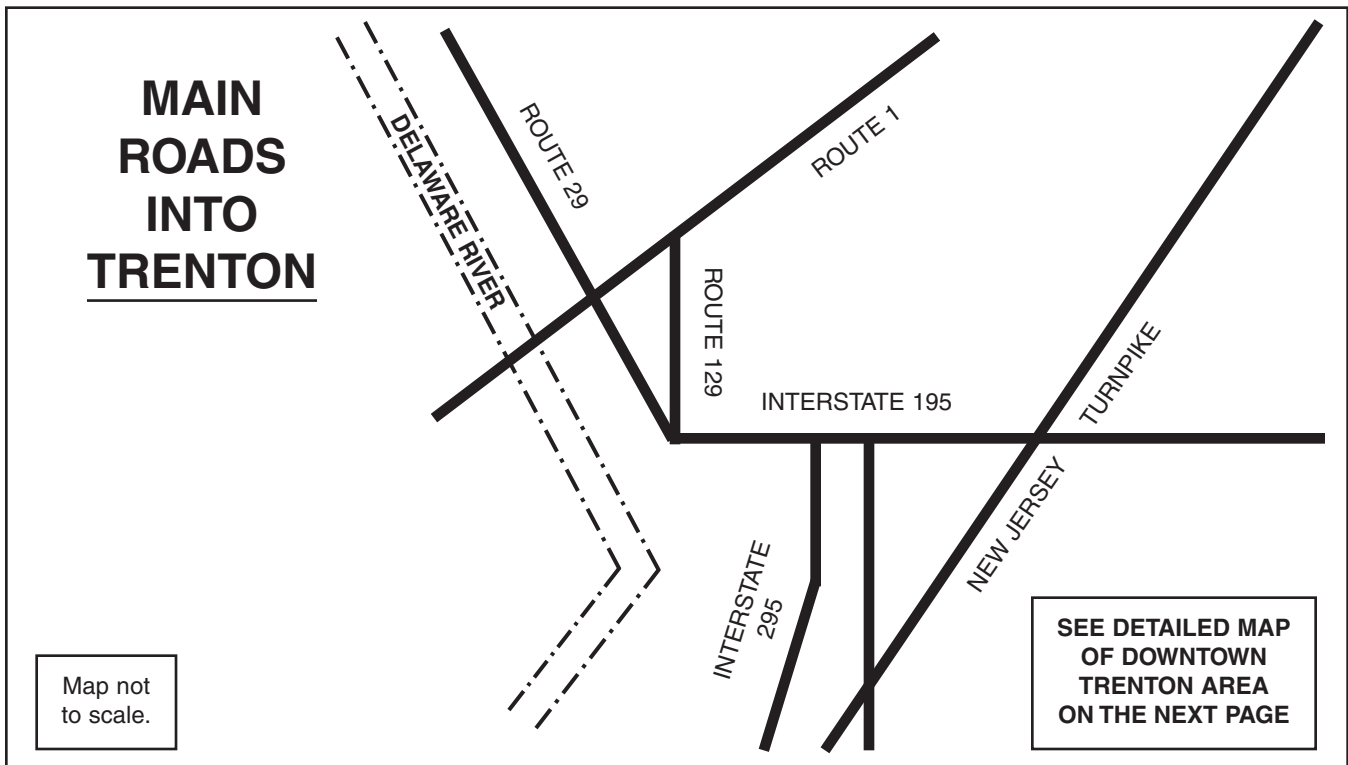 MAIN
ROADS
INTO
TRENTON
DELAWARE RIVER
ROUTE 29
ROUTE 1
ROUTE 129
INTERSTATE 195
TURNPIKE
NEW JERSEY
INTERSTATE
295
Map not
to scale.
SEE DETAILED MAP
OF DOWNTOWN
TRENTON AREA
ON THE NEXT PAGE